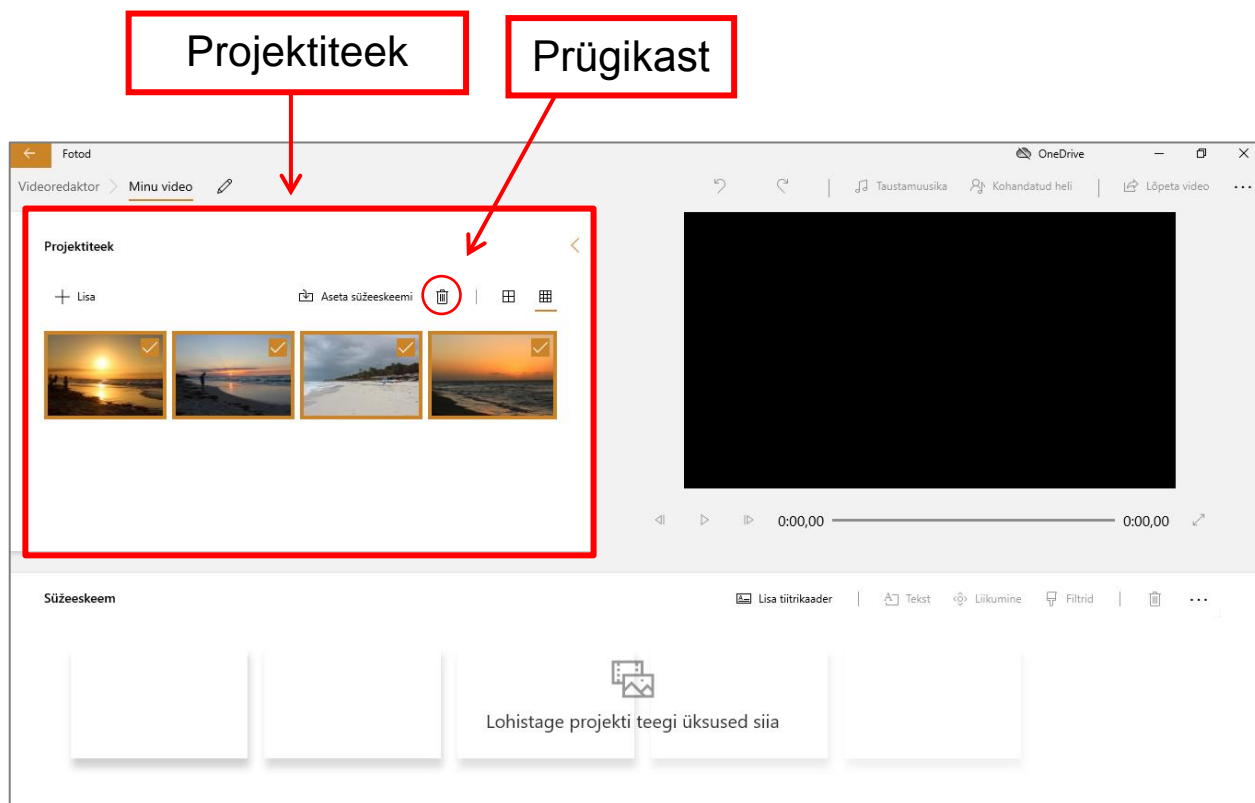 Projektiteek
Prügikast
Fotod
OneDrive
Videoredaktor
Minu video
Taustamuusika
Kohandatud heli
Lõpeta video
Projektiteek
Lisa
Aseta süžeeskeemi
0:00,00
0:00,00
Süžeeskeem
Lisa tiitrikaader
Tekst
Liikumine
Filtrid
Lohistage projekti teegi üksused siia